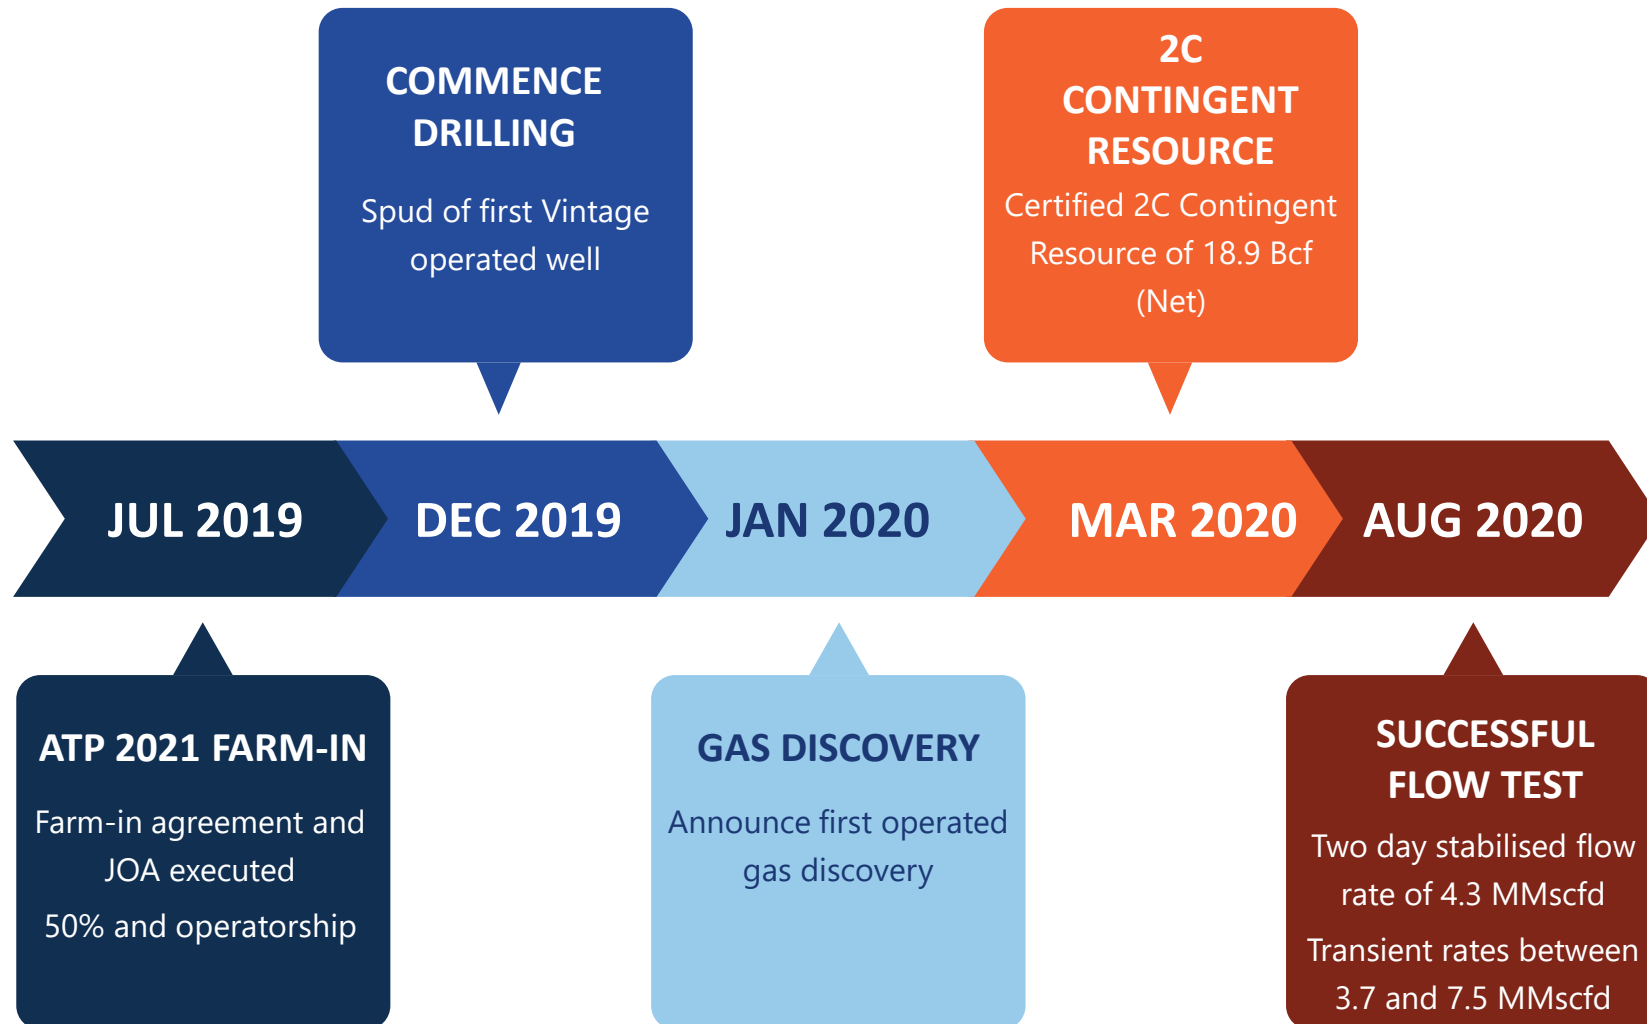 COMMENCE
DRILLING
Spud of first Vintage
operated well
2C
CONTINGENT
RESOURCE
Certified 2C Contingent
Resource of 18.9 Bcf
(Net)
JUL 2019
DEC 2019
JAN 2020
MAR 2020
AUG 2020
ATP 2021 FARM-IN
Farm-in agreement and
JOA executed
50% and operatorship
GAS DISCOVERY
Announce first operated
gas discovery
SUCCESSFUL
FLOW TEST
Two day stabilised flow
rate of 4.3 MMscfd
Transient rates between
3.7 and 7.5 MMscfd